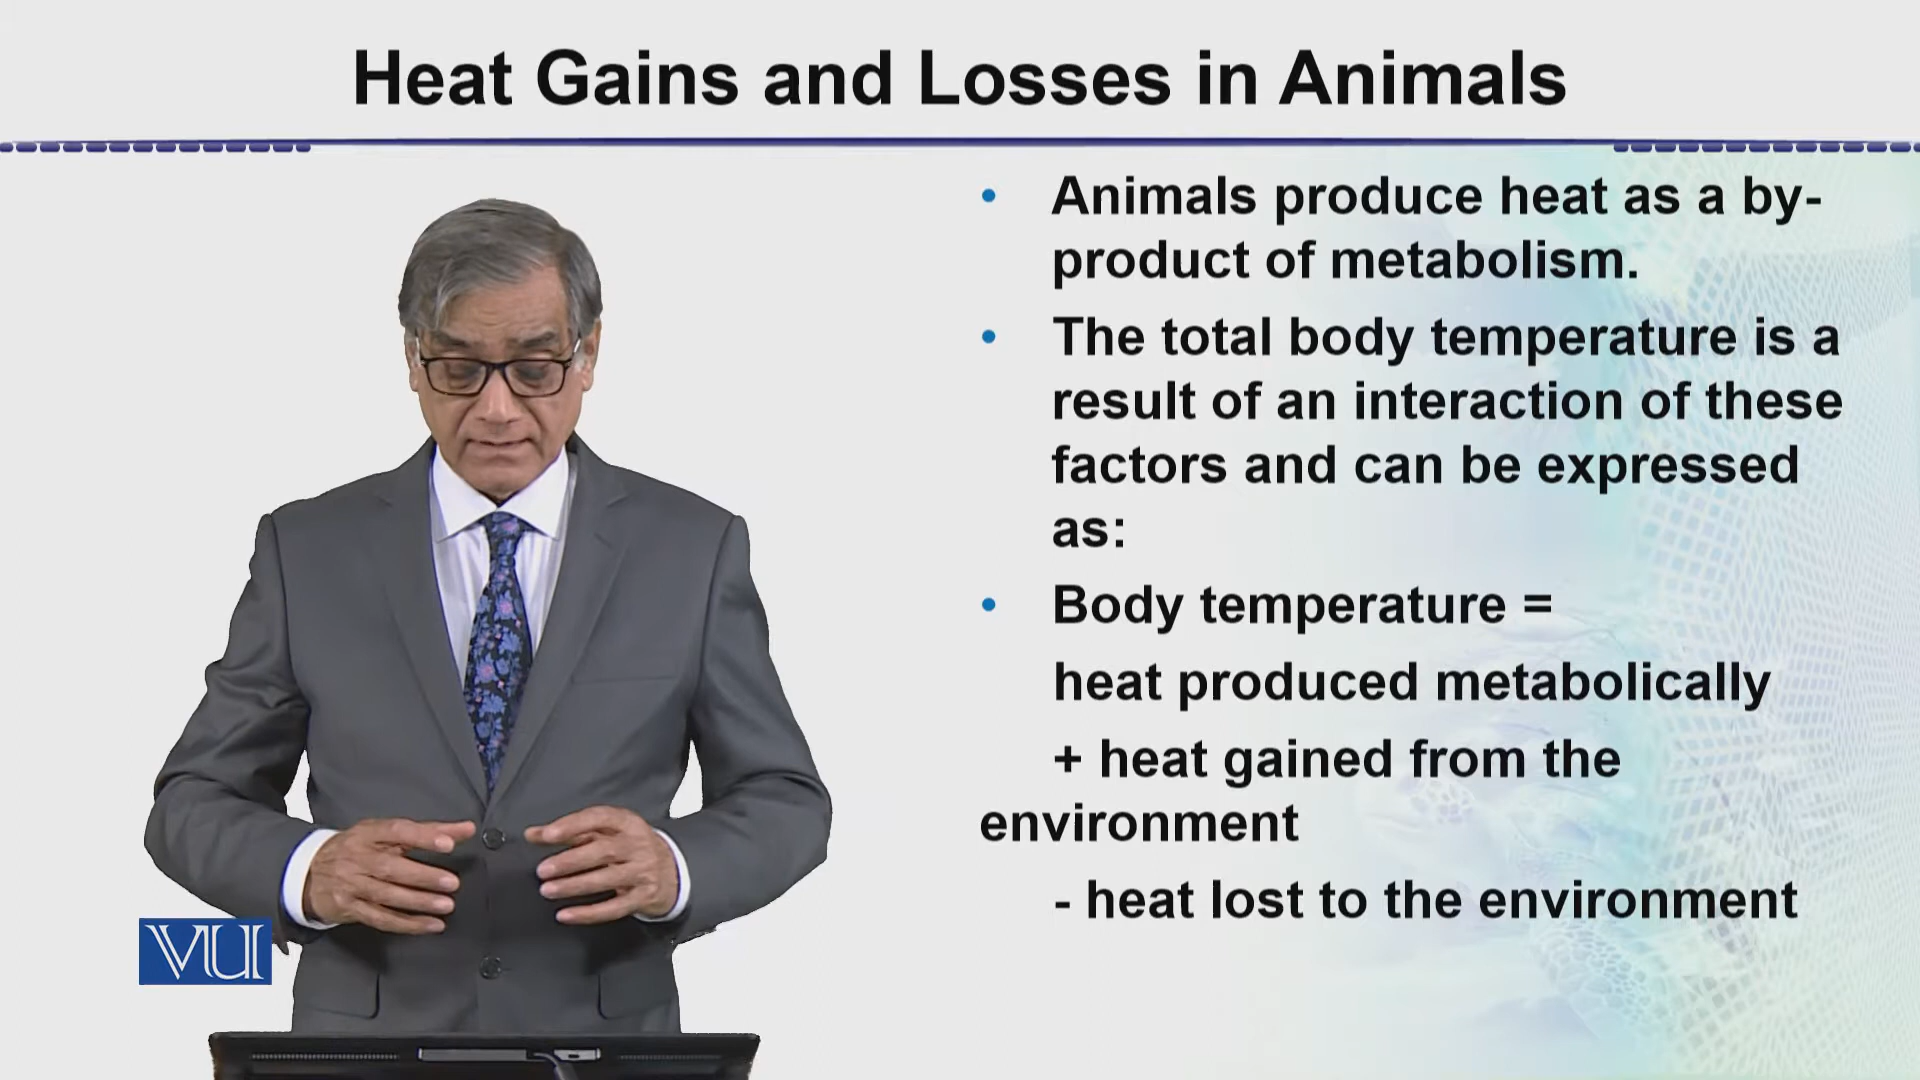 Heat Gains and Losses in Animals
• Animals produce heat as a by-
product of metabolism.
• The total body temperature is a
result of an interaction of these
factors and can be expressed
as:
• Body temperature =
heat produced metabolically
+ heat gained from the
environment
- heat lost to the environment
VU